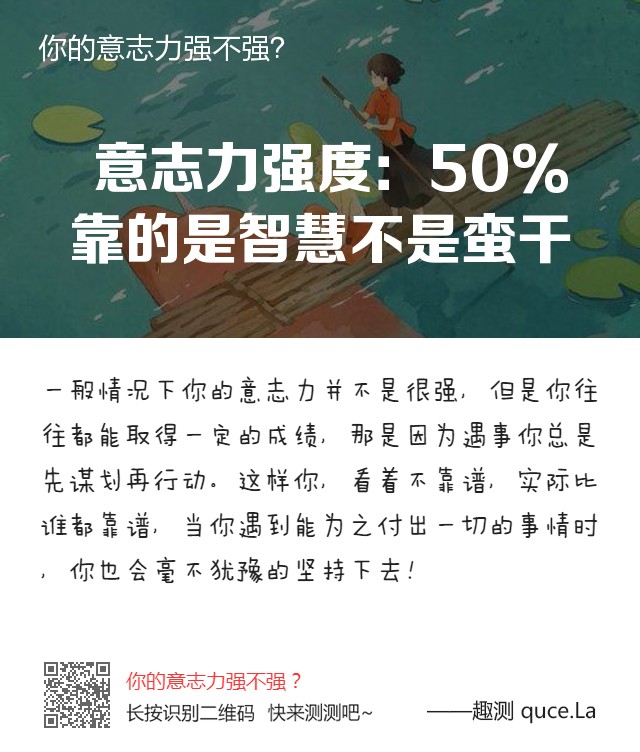 你的意志力强不强?
意志力强度：50%
靠的是智慧不是蛮干
一般情况下你的意志力并不是很强，但是你往
往都能取得一定的成绩，那是因为遇事你总是
先谋划再行动。这样你，看着不靠谱，实际比
谁都靠谱，当你遇到能为之付出一切的事情时
，你也会毫不犹豫的坚持下去！
你的意志力强不强？
长按识别二维码 快来测测吧~
——趣测 quce.La